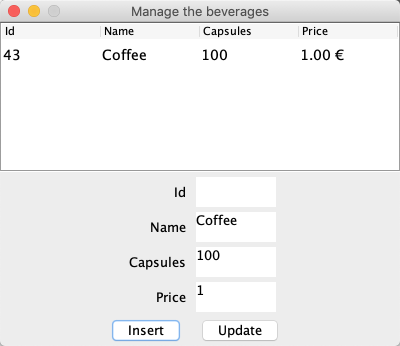 Manage the beverages
Id Name Capsules Price
43 Coffee 100 1.00 €
Id
Name Coffee
Capsules 100
Price 1
Insert Update